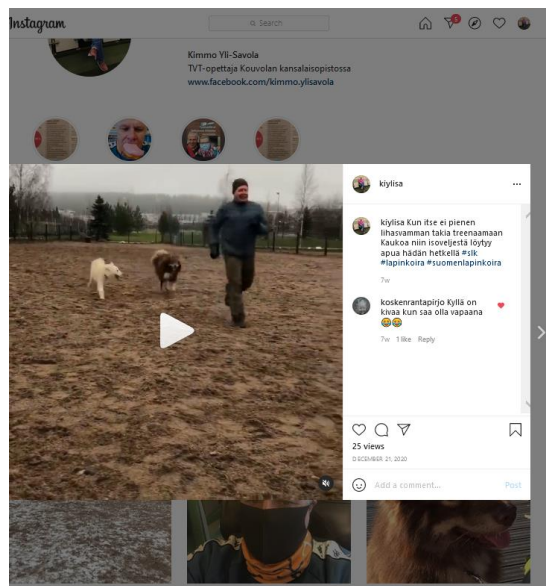 Instagram
Search
1
Kimmo Yli-Savola
TVT-opettaja Kouvolan kansalaisopistossa
www.facebook.com/kimmo.ylisavola
kiylisa
kiylisa Kun itse ei pienen
lihasvamman takia treenaamaan
Kaukoa niin isoveljestä löytyy
apua hädän hetkellä #slk
#lapinkoira #suomenlapinkoira
7w
koskenrantapirjo Kyllä on
kivaa kun saa olla vapaana
😂😂
7w 1 like Reply
25 views
DECEMBER 21, 2020
Add a comment... Post